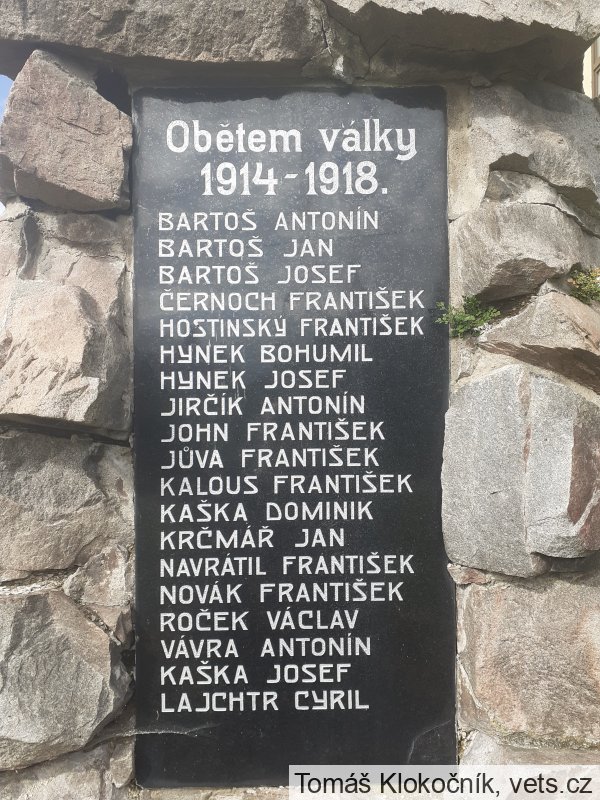 Obětem války
1914-1918.
BARTOŠ ANTONÍN
BARTOŠ JAN
BARTOŠ JOSEF
ČERNOCH FRANTIŠEK
HOSTINSKÝ FRANTIŠEK
HYNEK BOHUMIL
HYNEK JOSEF
JIRČÍK ANTONÍN
JOHN FRANTIŠEK
JŮVA FRANTIŠEK
KALOUS FRANTIŠEK
KAŠKA DOMINIK
KRČMÁŘ JAN
NAVRÁTIL FRANTIŠEK
NOVÁK FRANTIŠEK
ROČEK VÁCLAV
VÁVRA ANTONÍN
KAŠKA JOSEF
LAJCHTR CYRIL
Tomáš Klokočník, vets.cz